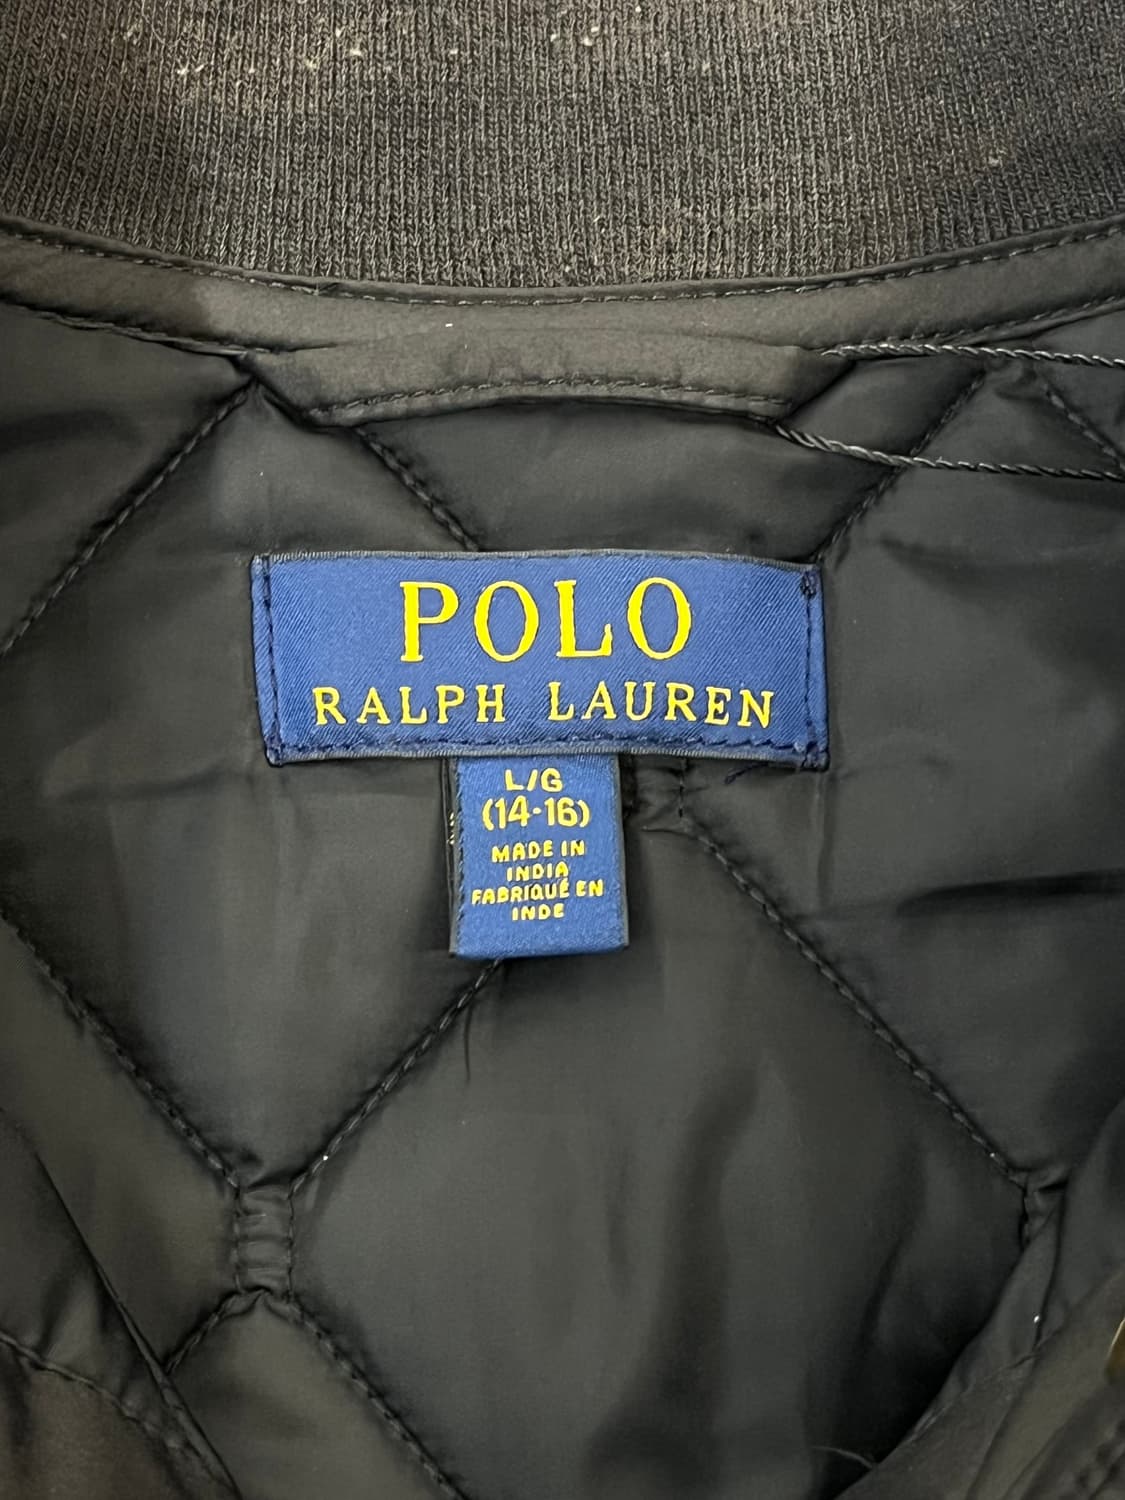 POLO
RALPH LAUREN
L/G
(14-16)
MADE IN
INDIA
FABRIQUÉ EN
INDE